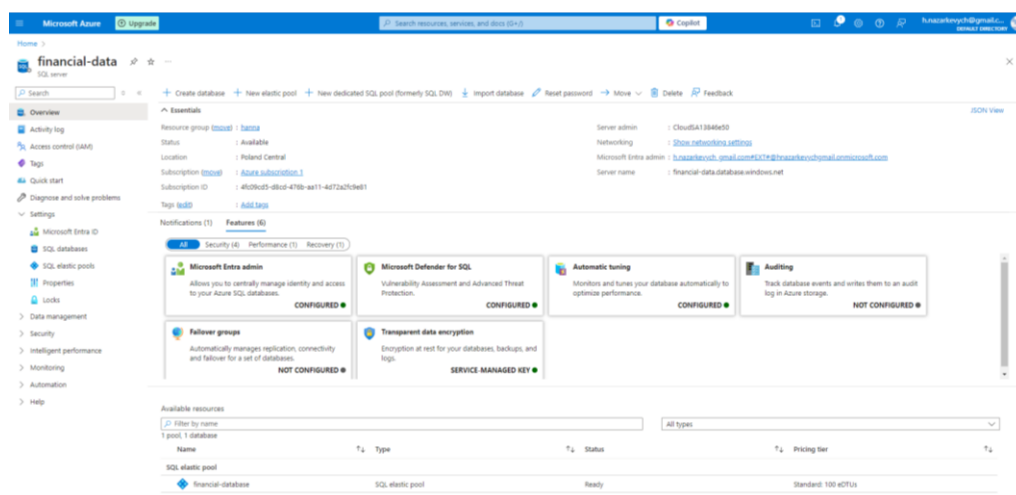 Microsoft Azure Upgrade Search resources, services, and docs (G+/) Copilot h.nazarkevych@gmail.c...
DEFAULT DIRECTORY
Home >
financial-data
SQL server
Search
Create database New elastic pool New dedicated SQL pool (formerly SQL DW) Import database Reset password Move Delete Feedback
Overview
Activity log
Access control (IAM)
Tags
Quick start
Diagnose and solve problems
Settings
Microsoft Entra ID
SQL databases
SQL elastic pools
Properties
Locks
Data management
Security
Intelligent performance
Monitoring
Automation
Help
Essentials JSON View
Resource group (move) : hanna
Status : Available
Location : Poland Central
Subscription (move) : Azure subscription 1
Subscription ID :
Tags (edit) : Add tags
Server admin : CloudSA13846e50
Networking : Show networking settings
Microsoft Entra admin : h.nazarkevych_gmail.com#EXT#@hnazarkevychgmail.onmicrosoft.com
Server name : financial-data.database.windows.net
Notifications (1) Features (6)
All Security (4) Performance (1) Recovery (1)
Microsoft Entra admin
Allows you to centrally manage identity and access
to your Azure SQL databases.
CONFIGURED
Microsoft Defender for SQL
Vulnerability Assessment and Advanced Threat
Protection.
CONFIGURED
Automatic tuning
Monitors and tunes your database automatically to
optimize performance.
CONFIGURED
Auditing
Track database events and writes them to an audit
log in Azure storage.
NOT CONFIGURED
Failover groups
Automatically manages replication, connectivity
and failover for a set of databases.
NOT CONFIGURED
Transparent data encryption
Encryption at rest for your databases, backups, and
logs.
SERVICE-MANAGED KEY
Available resources
Filter by name All types
1 pool, 1 database
Name Type Status Pricing tier
SQL elastic pool
financial-database SQL elastic pool Ready Standard: 100 eDTUs